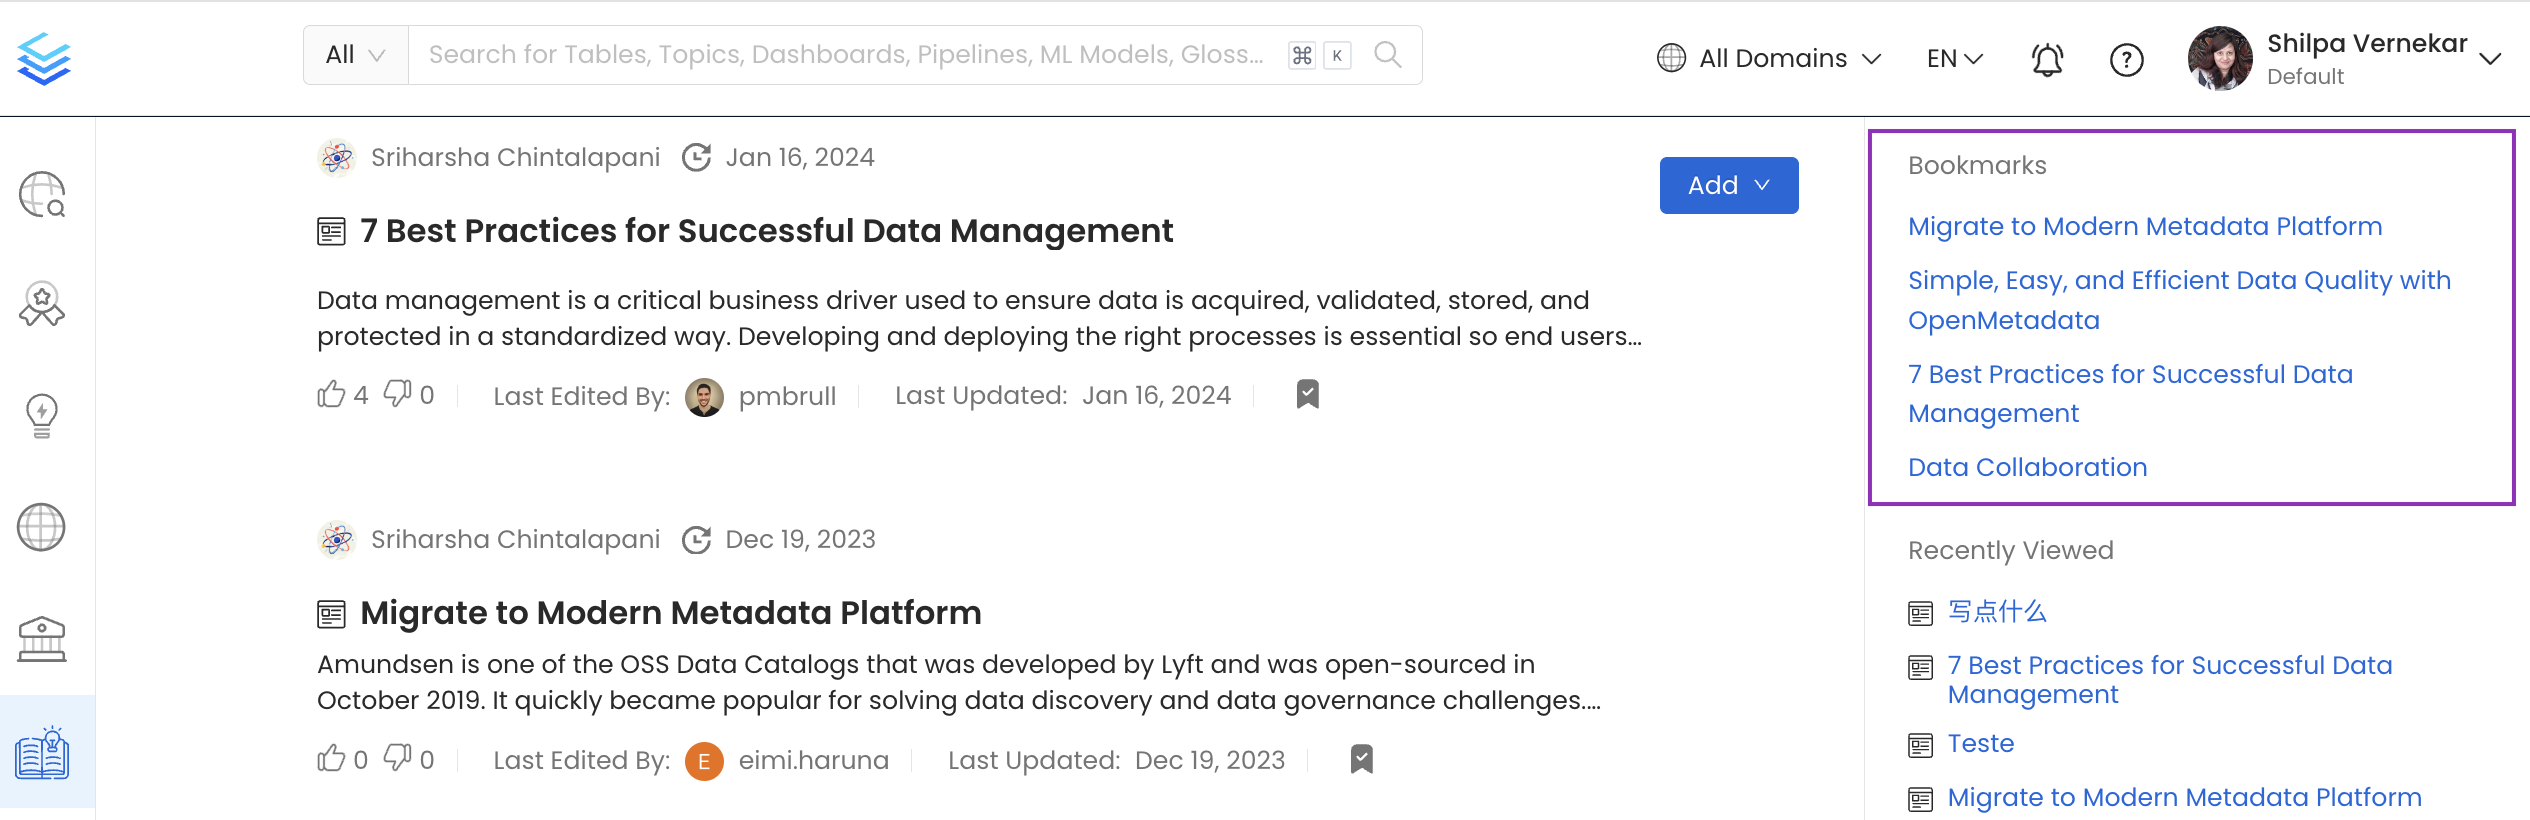 All
Search for Tables, Topics, Dashboards, Pipelines, ML Models, Gloss...
⌘ K
All Domains
EN
Shilpa Vernekar
Default
Sriharsha Chintalapani Jan 16, 2024
Add
7 Best Practices for Successful Data Management
Data management is a critical business driver used to ensure data is acquired, validated, stored, and
protected in a standardized way. Developing and deploying the right processes is essential so end users...
4 0 Last Edited By: pmbrull Last Updated: Jan 16, 2024
Sriharsha Chintalapani Dec 19, 2023
Migrate to Modern Metadata Platform
Amundsen is one of the OSS Data Catalogs that was developed by Lyft and was open-sourced in
October 2019. It quickly became popular for solving data discovery and data governance challenges....
0 0 Last Edited By: E eimi.haruna Last Updated: Dec 19, 2023
Bookmarks
Migrate to Modern Metadata Platform
Simple, Easy, and Efficient Data Quality with
OpenMetadata
7 Best Practices for Successful Data
Management
Data Collaboration
Recently Viewed
写点什么
7 Best Practices for Successful Data
Management
Teste
Migrate to Modern Metadata Platform